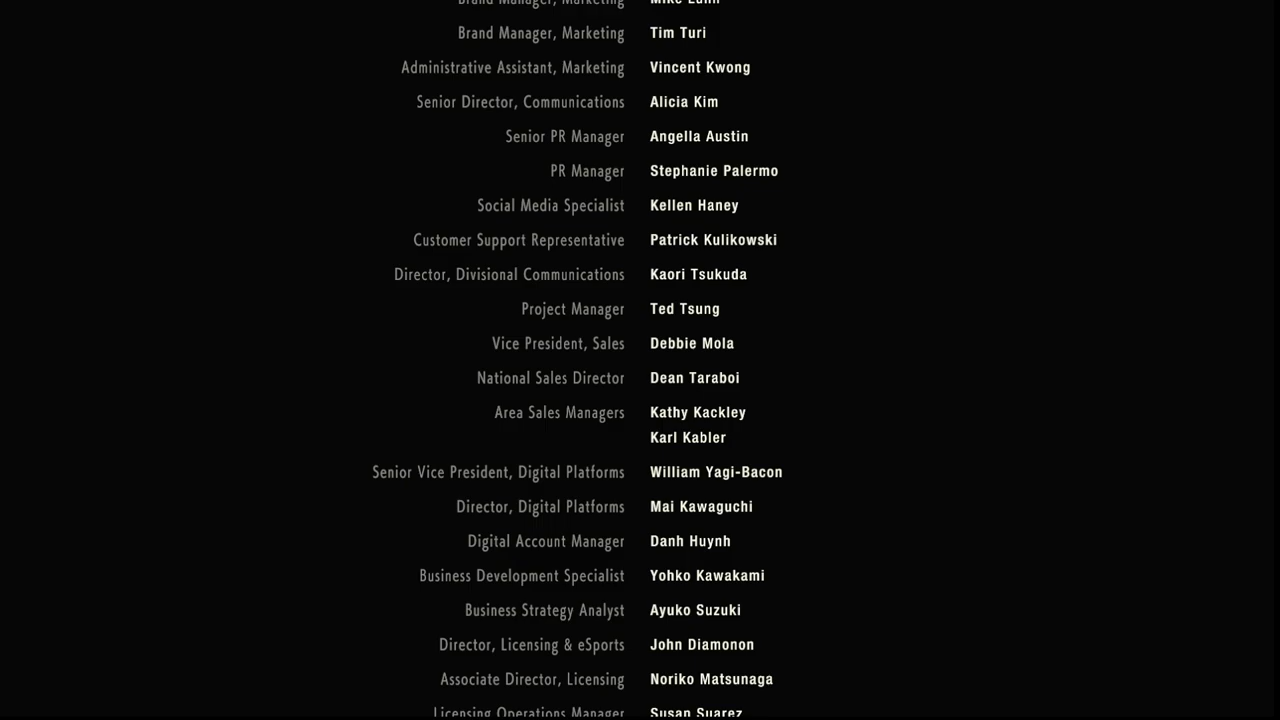 Brand Manager, Marketing Mike Lunn
Brand Manager, Marketing Tim Turi
Administrative Assistant, Marketing Vincent Kwong
Senior Director, Communications Alicia Kim
Senior PR Manager Angella Austin
PR Manager Stephanie Palermo
Social Media Specialist Kellen Haney
Customer Support Representative Patrick Kulikowski
Director, Divisional Communications Kaori Tsukuda
Project Manager Ted Tsung
Vice President, Sales Debbie Mola
National Sales Director Dean Taraboi
Area Sales Managers Kathy Kackley
Karl Kabler
Senior Vice President, Digital Platforms William Yagi-Bacon
Director, Digital Platforms Mai Kawaguchi
Digital Account Manager Danh Huynh
Business Development Specialist Yohko Kawakami
Business Strategy Analyst Ayuko Suzuki
Director, Licensing & eSports John Diamonon
Associate Director, Licensing Noriko Matsunaga
Licensing Operations Manager Susan Suarez